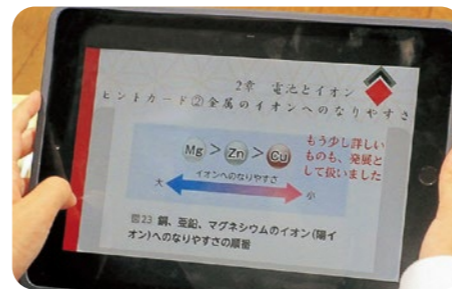 2章 電池とイオン
ヒントカード②金属のイオンへのなりやすさ
Mg > Zn > Cu
イオンへのなりやすさ
大 小
もう少し詳しい
ものも、発展と
して扱いました
図23 銅、亜鉛、マグネシウムのイオン(陽イ
オン)へのなりやすさの順番